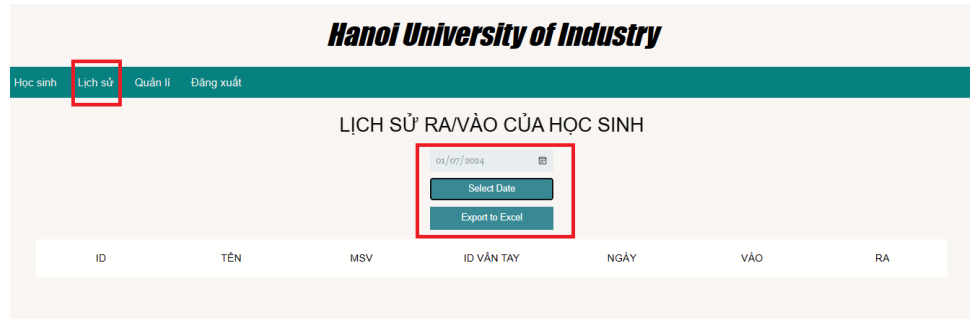 Hanoi University of Industry
Học sinh Lịch sử Quản lí Đăng xuất
LỊCH SỬ RA/VÀO CỦA HỌC SINH
01/07/2024
Select Date
Export to Excel
ID TÊN MSV ID VÂN TAY NGÀY VÀO RA